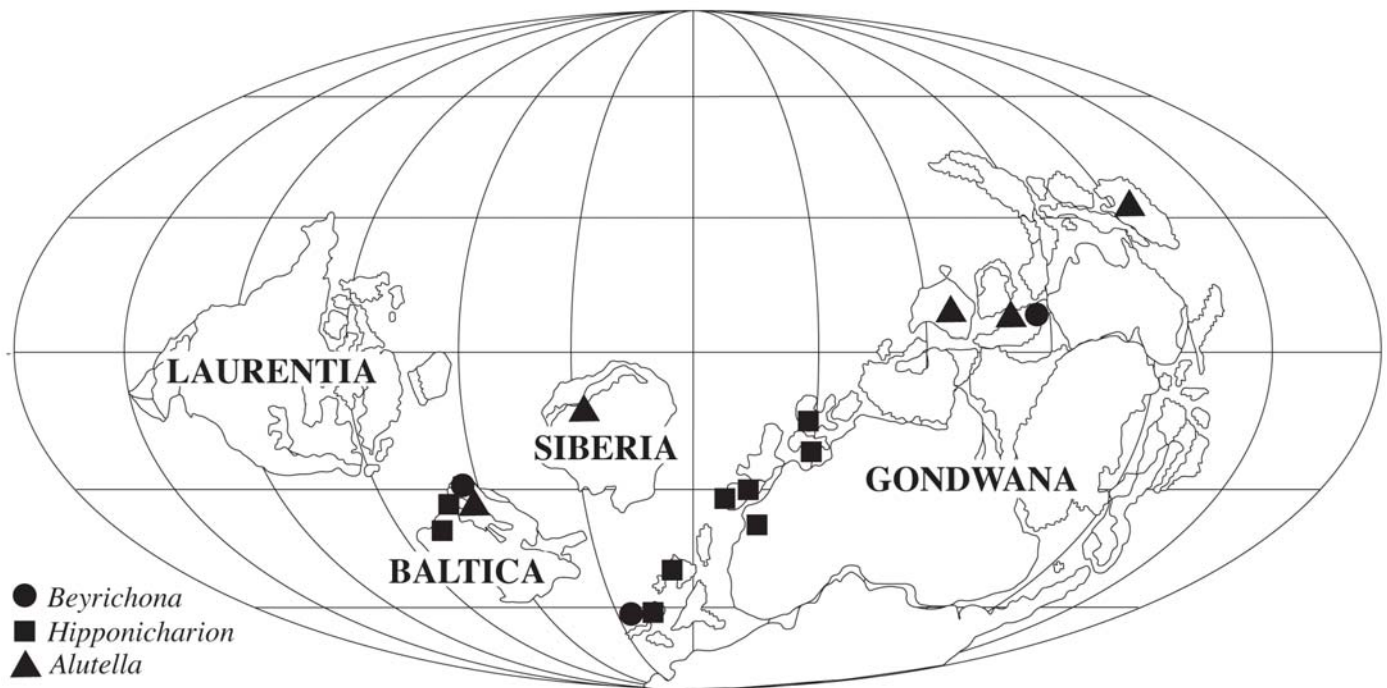 LAURENTIA
SIBERIA
GONDWANA
BALTICA
Beyrichona
Hipponicharion
Alutella